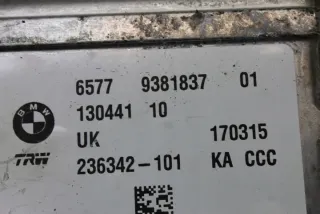 6577 9381837 01
BMW 130441 10
UK 170315
TRW 236342-101 KA CCC